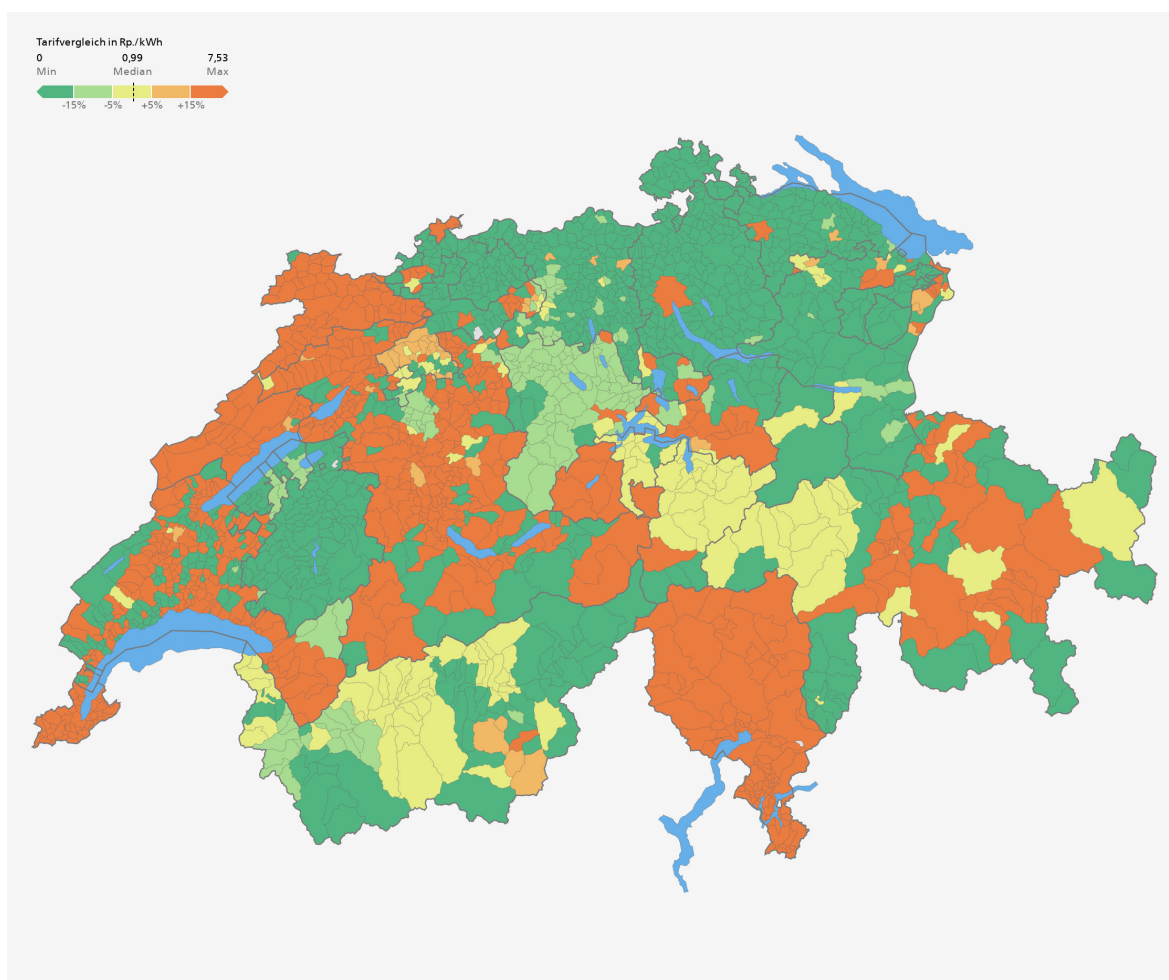 Tarifvergleich in Rp./kWh
0 0,99 7,53
Min Median Max
-15% -5% +5% +15%